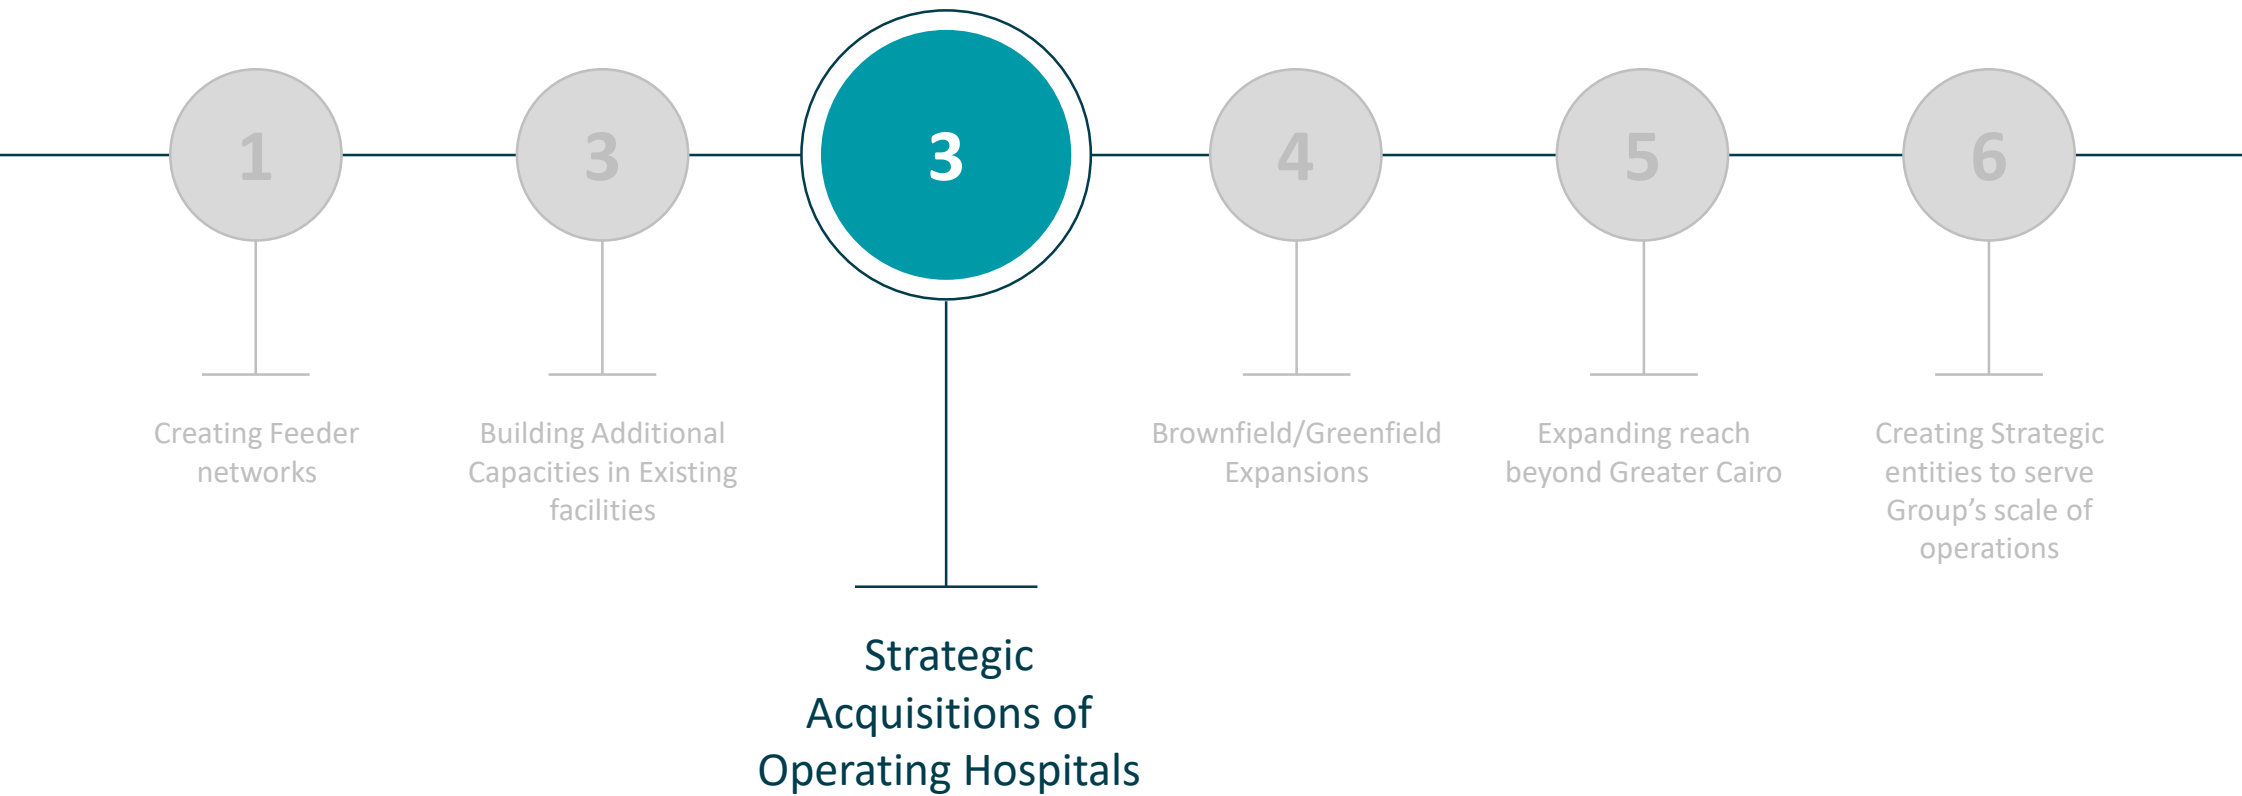 1
3
3
4
5
6
Creating Feeder
networks
Building Additional
Capacities in Existing
facilities
Strategic
Acquisitions of
Operating Hospitals
Brownfield/Greenfield
Expansions
Expanding reach
beyond Greater Cairo
Creating Strategic
entities to serve
Group’s scale of
operations